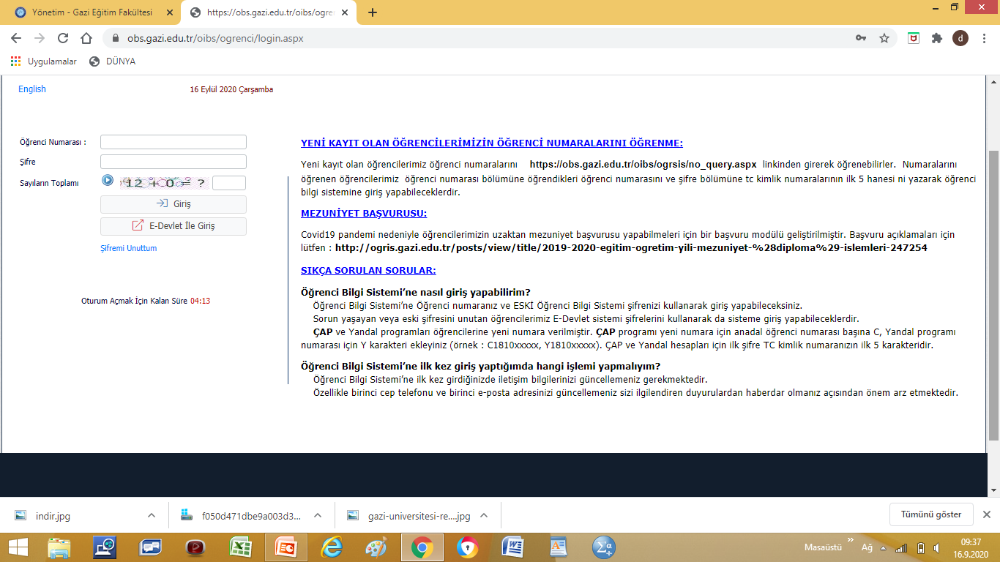 Yönetim - Gazi Eğitim Fakültesi
https://obs.gazi.edu.tr/oibs/ogre
obs.gazi.edu.tr/oibs/ogrenci/login.aspx
d
Uygulamalar
DÜNYA
English
16 Eylül 2020 Çarşamba
Öğrenci Numarası :
Şifre
Sayıların Toplamı
12 + 0 = ?
Giriş
E-Devlet İle Giriş
Şifremi Unuttum
Oturum Açmak İçin Kalan Süre 04:13
YENİ KAYIT OLAN ÖĞRENCİLERİMİZİN ÖĞRENCİ NUMARALARINI ÖĞRENME:
Yeni kayıt olan öğrencilerimiz öğrenci numaralarını https://obs.gazi.edu.tr/oibs/ogrsis/no_query.aspx linkinden girerek öğrenebilirler. Numaralarını
öğrenen öğrencilerimiz öğrenci numarası bölümüne öğrendikleri öğrenci numarasını ve şifre bölümüne tc kimlik numaralarının ilk 5 hanesi ni yazarak öğrenci
bilgi sistemine giriş yapabileceklerdir.
MEZUNİYET BAŞVURUSU:
Covid19 pandemi nedeniyle öğrencilerimizin uzaktan mezuniyet başvurusu yapabilmeleri için bir başvuru modülü geliştirilmiştir. Başvuru açıklamaları için
lütfen : http://ogris.gazi.edu.tr/posts/view/title/2019-2020-egitim-ogretim-yili-mezuniyet-%28diploma%29-islemleri-247254
SIKÇA SORULAN SORULAR:
Öğrenci Bilgi Sistemi’ne nasıl giriş yapabilirim?
Öğrenci Bilgi Sistemi’ne Öğrenci numaranız ve ESKİ Öğrenci Bilgi Sistemi şifrenizi kullanarak giriş yapabileceksiniz.
Sorun yaşayan veya eski şifresini unutan öğrencilerimiz E-Devlet sistemi şifrelerini kullanarak da sisteme giriş yapabileceklerdir.
ÇAP ve Yandal programları öğrencilerine yeni numara verilmiştir. ÇAP programı yeni numara için anadal öğrenci numarası başına C, Yandal programı
numarası için Y karakteri ekleyiniz (örnek : C1810xxxxx, Y1810xxxxx). ÇAP ve Yandal hesapları için ilk şifre TC kimlik numaranızın ilk 5 karakteridir.
Öğrenci Bilgi Sistemi’ne ilk kez giriş yaptığımda hangi işlemi yapmalıyım?
Öğrenci Bilgi Sistemi’ne ilk kez girdiğinizde iletişim bilgilerinizi güncellemeniz gerekmektedir.
Özellikle birinci cep telefonu ve birinci e-posta adresinizi güncellemeniz sizi ilgilendiren duyurulardan haberdar olmanız açısından önem arz etmektedir.
indir.jpg
f050d471dbe9a003d3...
gazi-universitesi-re....jpg
Tümünü göster
Masaüstü
Ağ
09:37
16.9.2020